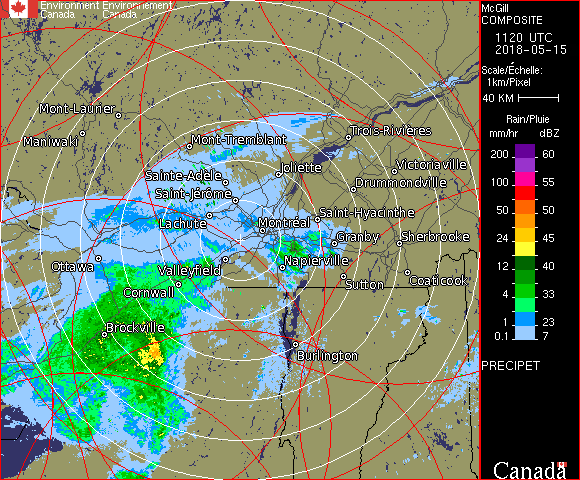 Environment Environnement
Canada Canada
McGill
COMPOSITE
1120 UTC
2018-05-15
Scale/Échelle:
1km/Pixel
40 KM
Rain/Pluie
mm/hr dBZ
200 60
100 55
50 50
24 45
12 40
4 33
1 23
0.1 7
PRECIPET
Canada
Mont-Laurier
Maniwaki
Mont-Tremblant
Trois-Rivières
Joliette
Victoriaville
Sainte-Adèle
Drummondville
Saint-Jérôme
Saint-Hyacinthe
Lachute
Montréal
Granby
Sherbrooke
Ottawa
Valleyfield
Napierville
Cornwall
Sutton
Coaticook
Brockville
Burlington